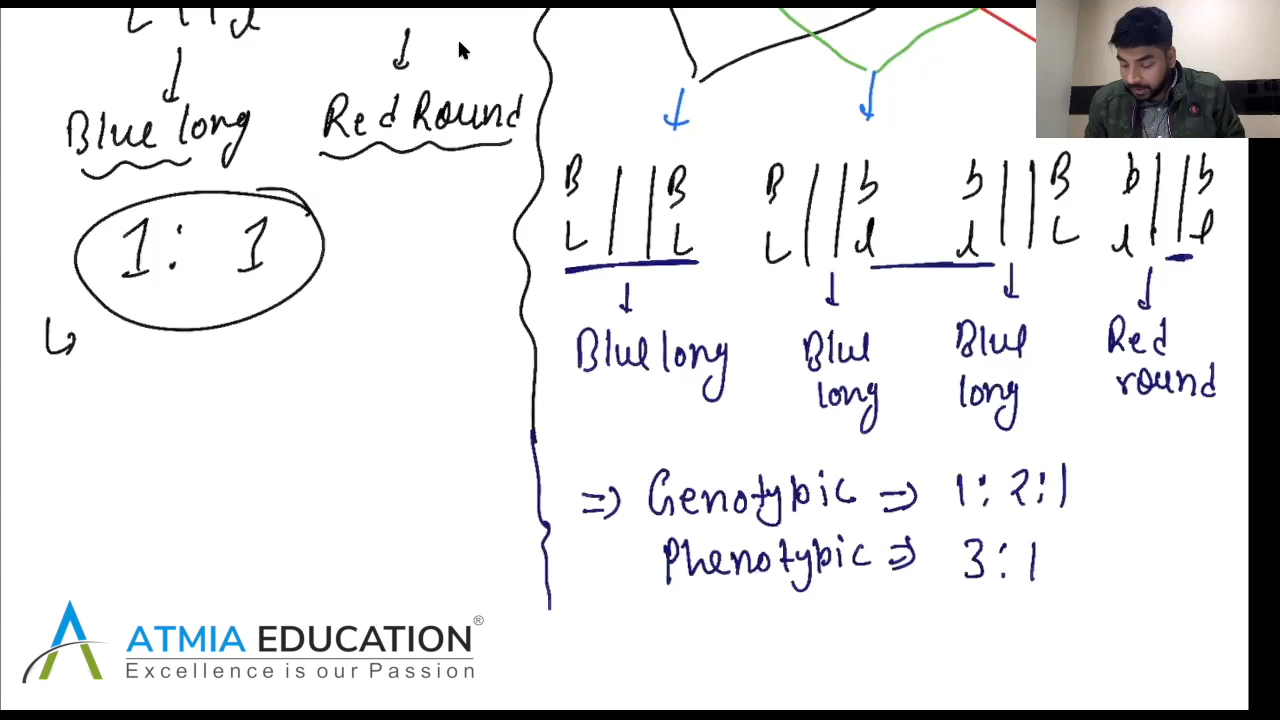 L | | l
Blue long
Red Round
1 : 1
B || B
L || L
B || b
L || l
b || B
l || L
b || b
l || l
Blue long
Blue
long
Blue
long
Red
round
=> Genotypic => 1:2:1
Phenotypic => 3:1
ATMIA EDUCATION®
Excellence is our Passion